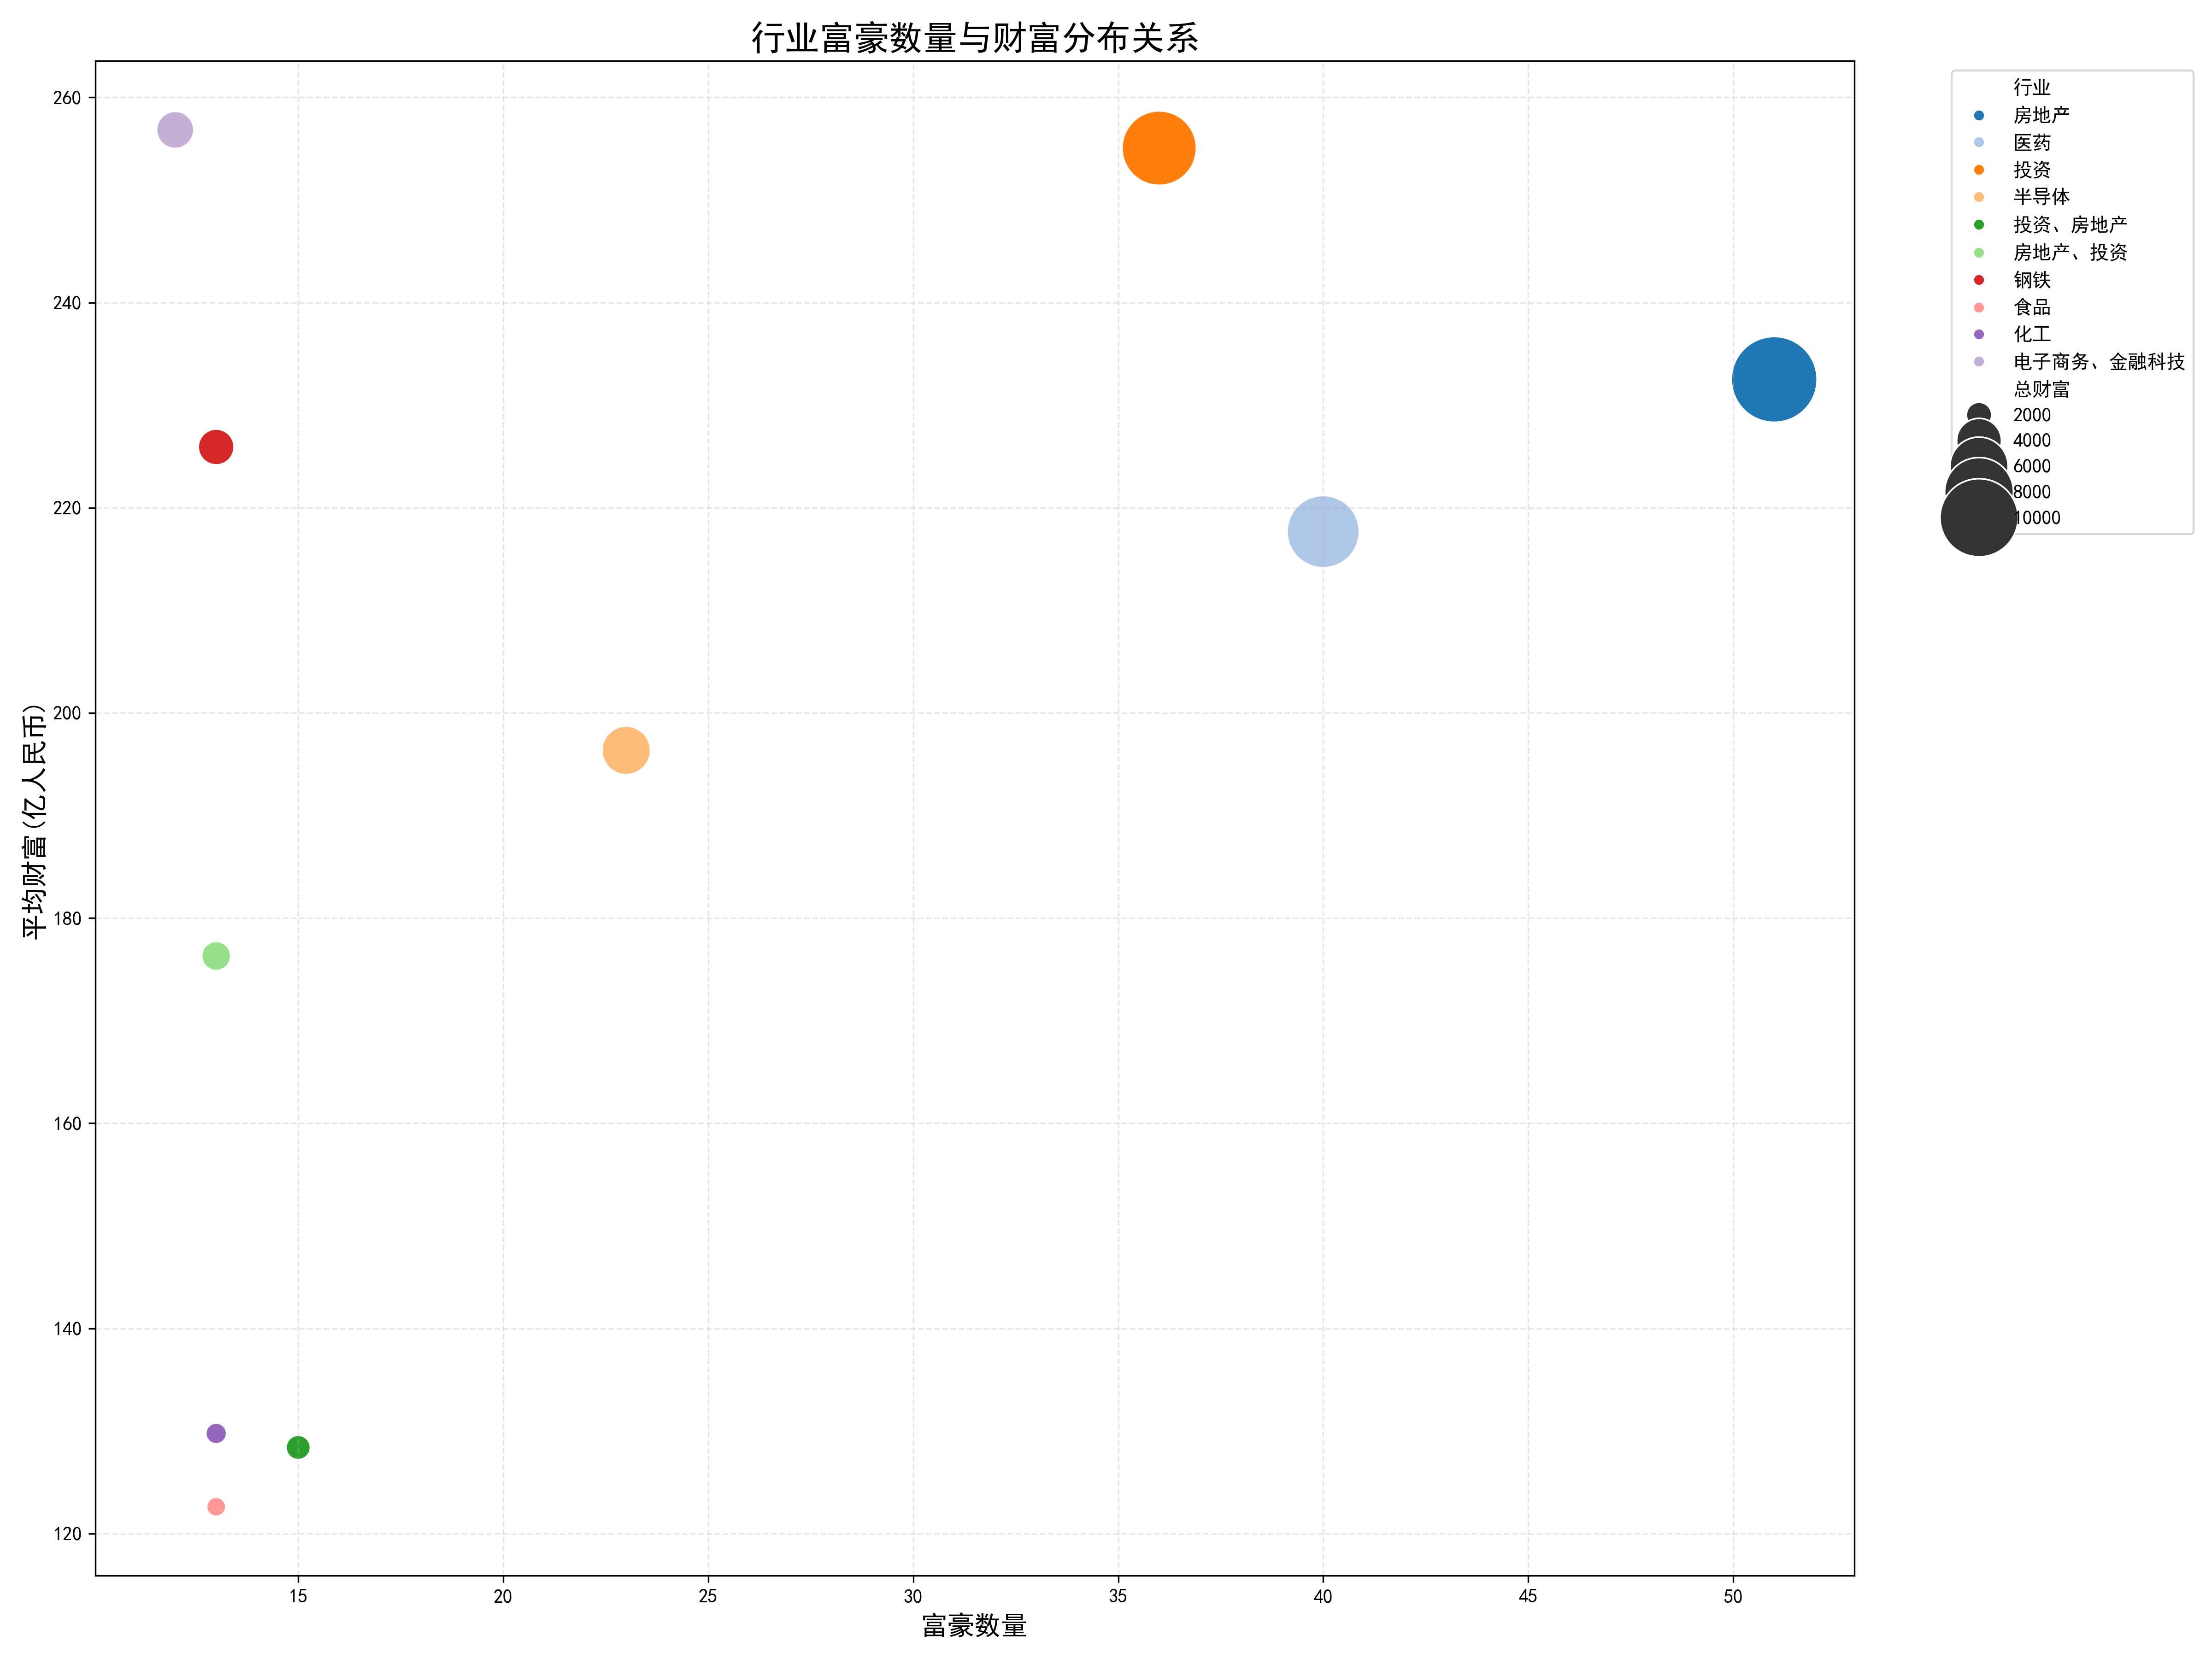 行业富豪数量与财富分布关系
平均财富(亿人民币)
260
240
220
200
180
160
140
120
15
20
25
30
35
40
45
50
富豪数量
行业
房地产
医药
投资
半导体
投资、房地产
房地产、投资
钢铁
食品
化工
电子商务、金融科技
总财富
2000
4000
6000
8000
10000